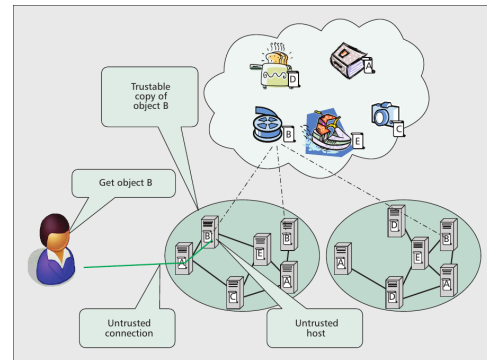 D
A
B
E
C
Trustable
copy of
object B
Get object B
B
A
E
C
B
A
D
B
E
A
A
D
Untrusted
connection
Untrusted
host